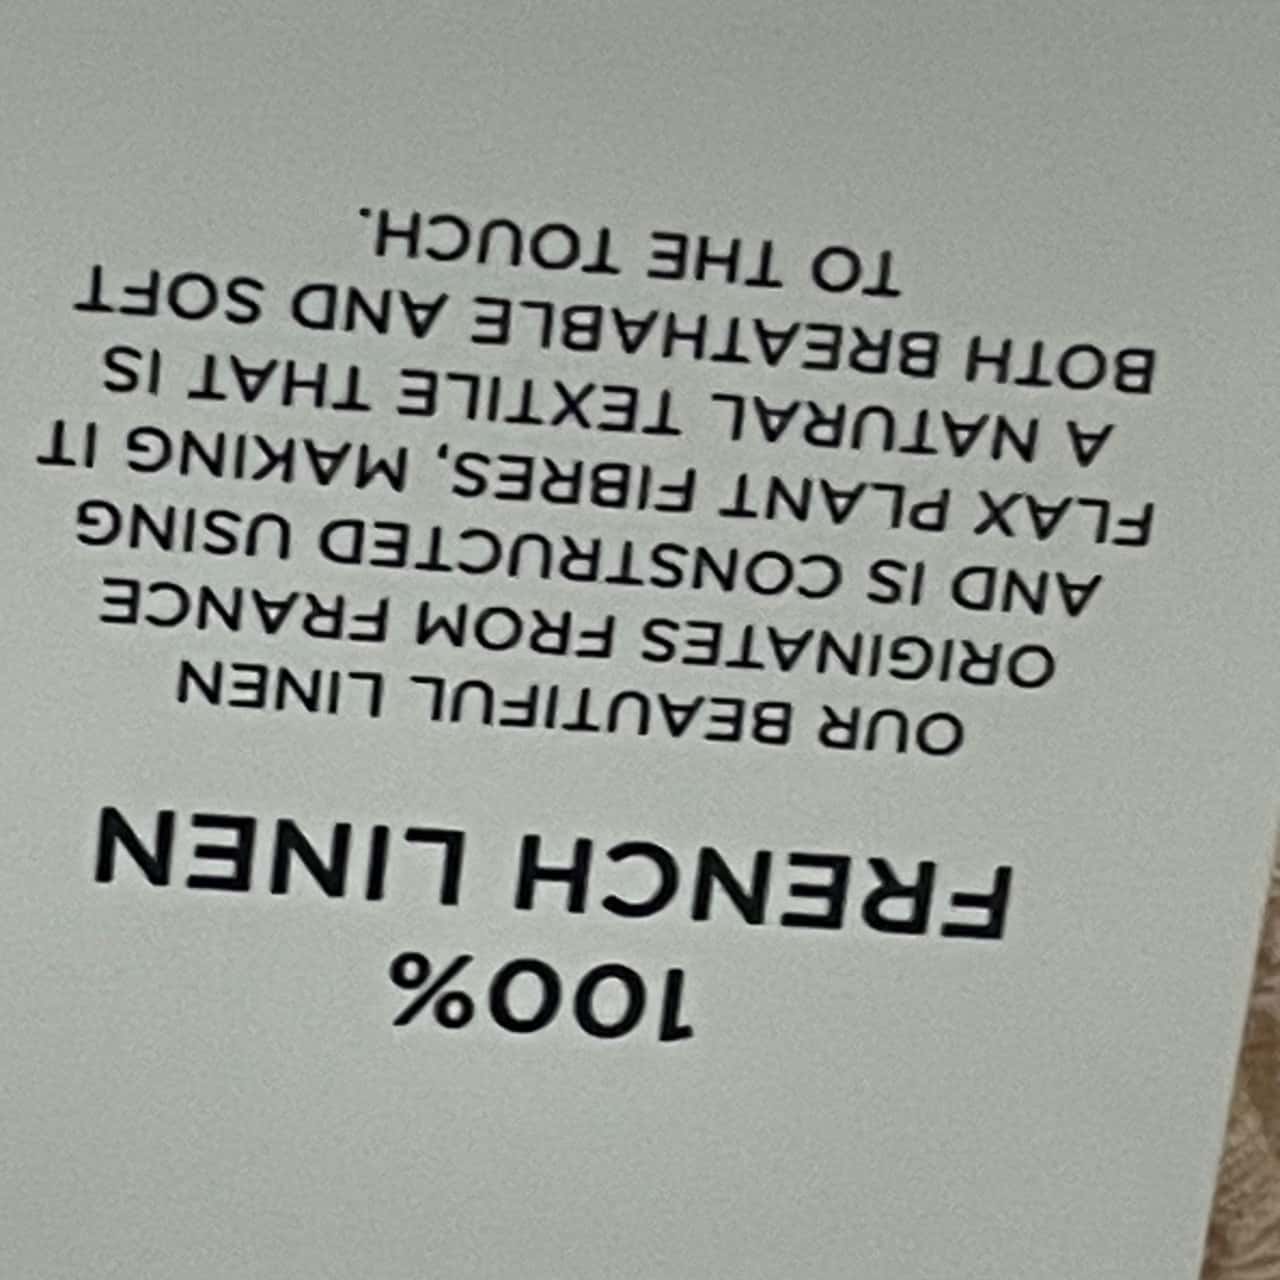 100%
FRENCH LINEN
OUR BEAUTIFUL LINEN
ORIGINATES FROM FRANCE
AND IS CONSTRUCTED USING
FLAX PLANT FIBRES, MAKING IT
A NATURAL TEXTILE THAT IS
BOTH BREATHABLE AND SOFT
TO THE TOUCH.